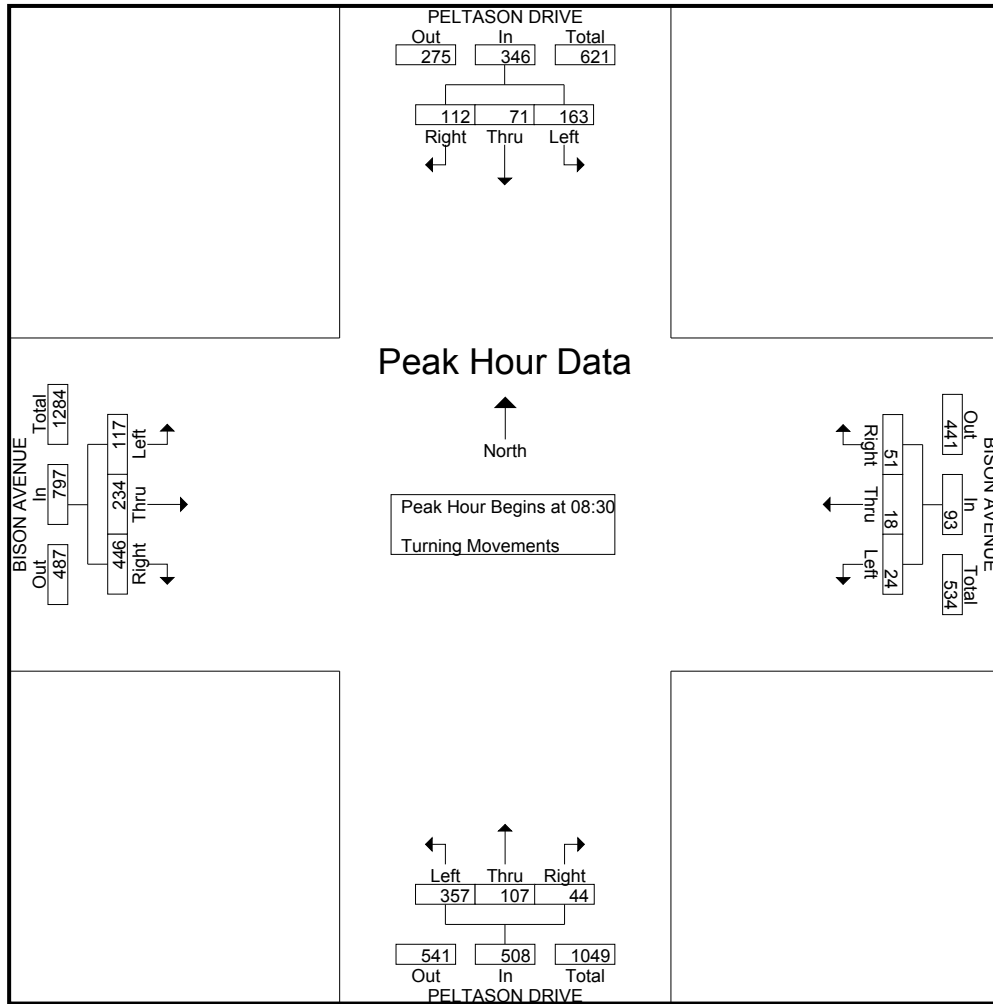 PELTASON DRIVE
Out In Total
275 346 621
112 71 163
Right Thru Left
Peak Hour Data
North
Peak Hour Begins at 08:30
Turning Movements
BISON AVENUE
Out In Total
487 797 1284
Right Thru Left
446 234 117
BISON AVENUE
Out In Total
441 93 534
Right Thru Left
51 18 24
Left Thru Right
357 107 44
541 508 1049
Out In Total
PELTASON DRIVE